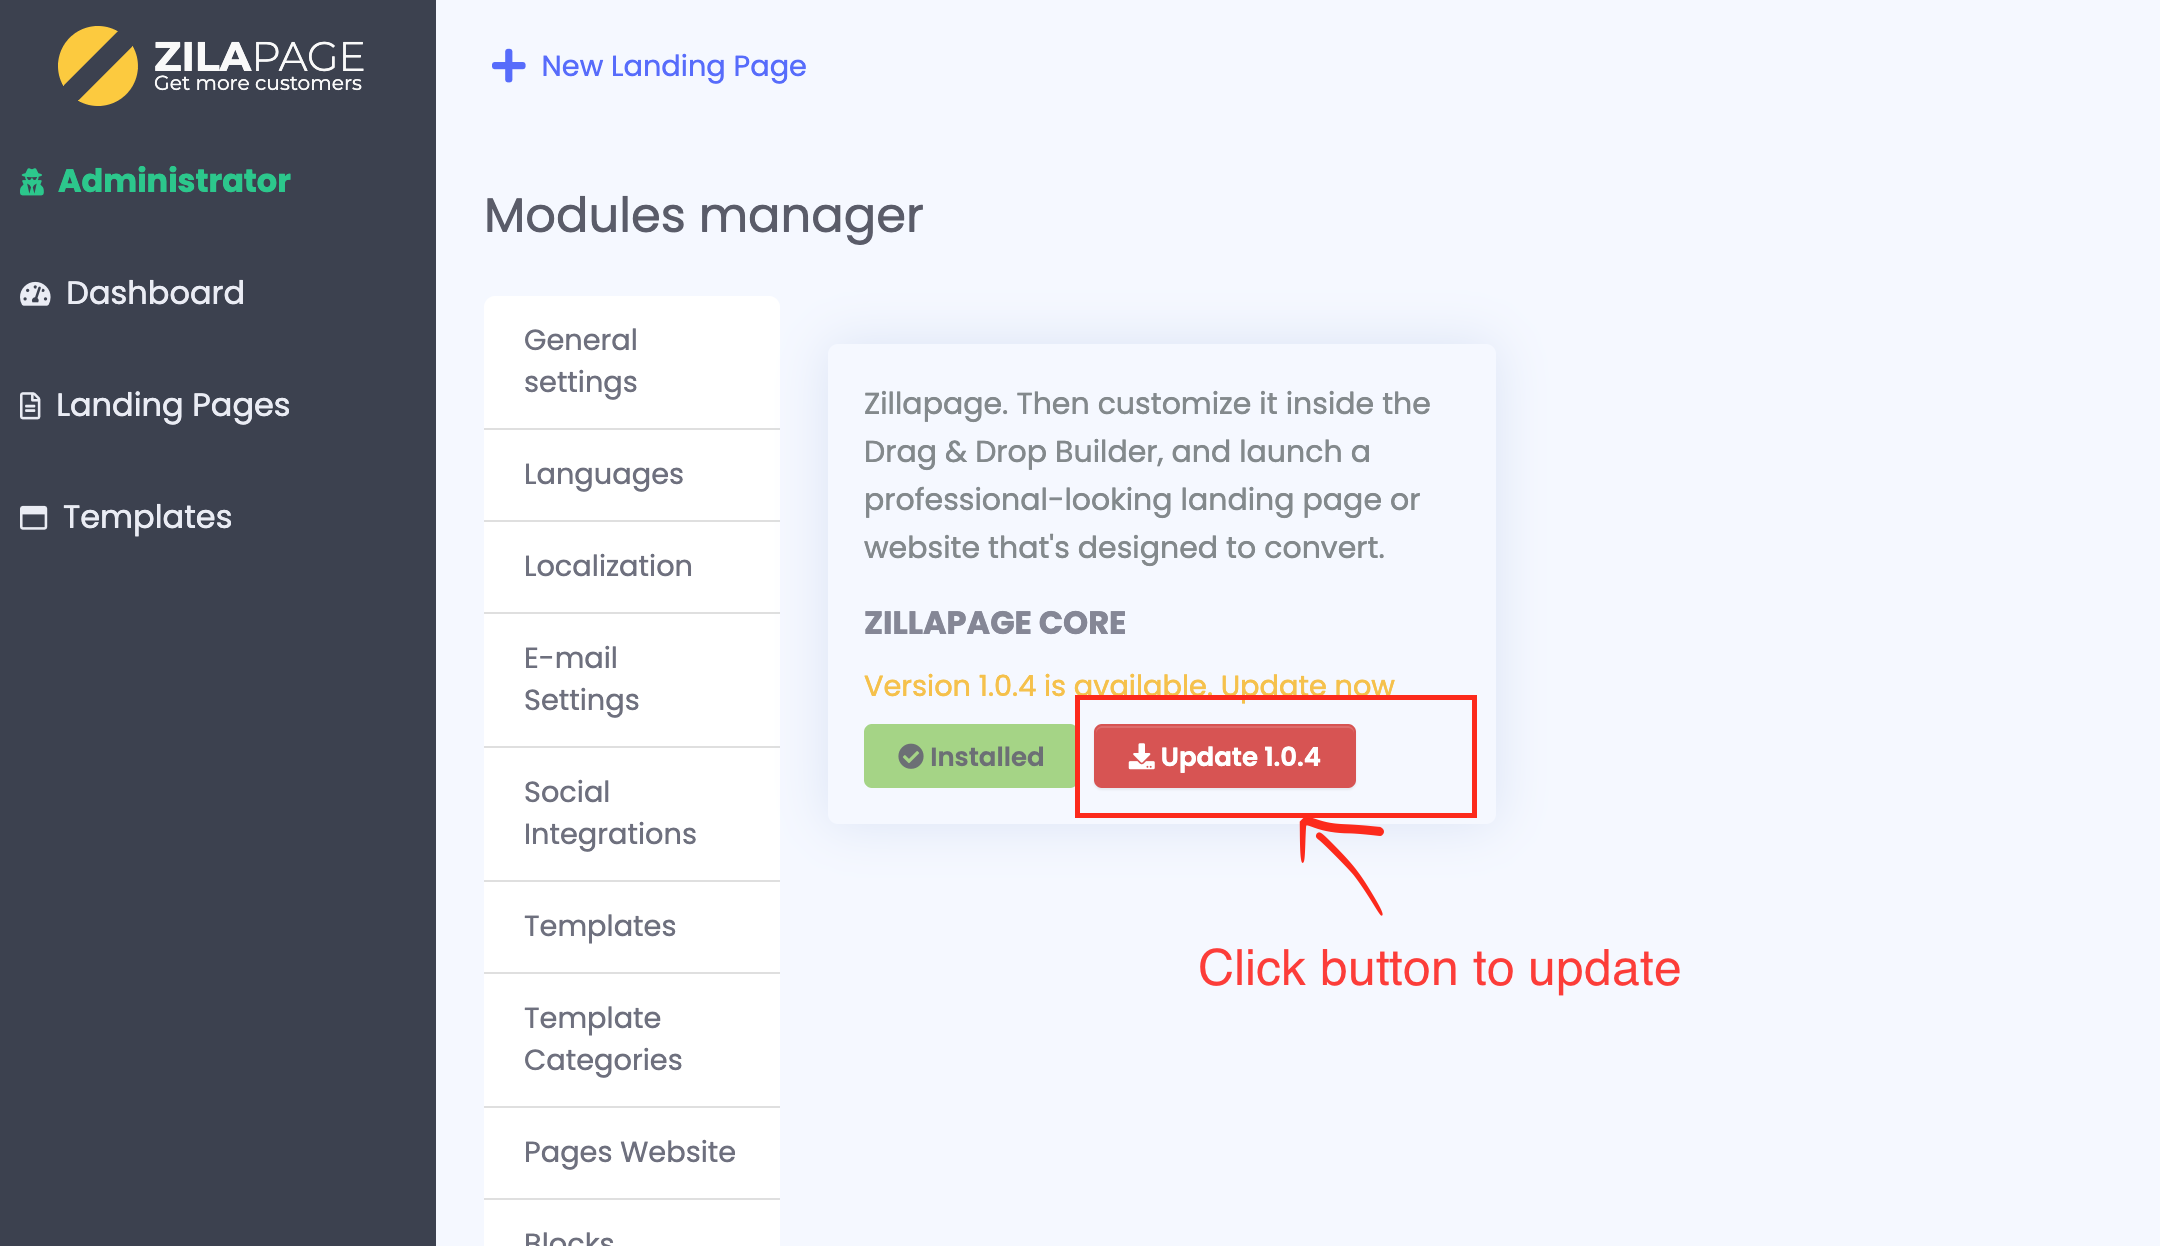 ZILAPAGE
Get more customers
Administrator
Dashboard
Landing Pages
Templates
New Landing Page
Modules manager
General
settings
Languages
Localization
E-mail
Settings
Social
Integrations
Templates
Template
Categories
Pages Website
Blocks
Zillapage. Then customize it inside the
Drag & Drop Builder, and launch a
professional-looking landing page or
website that's designed to convert.
ZILLAPAGE CORE
Version 1.0.4 is available. Update now
Installed
Update 1.0.4
Click button to update